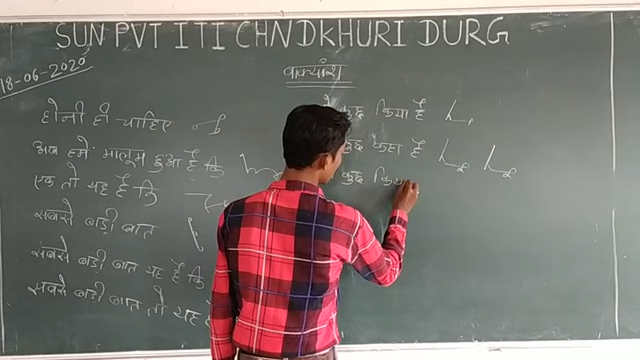 SUN PVT ITI CHNDKHURI DURG
18-06-2020
वाक्यांश
होनी ही चाहिए
अब हमें मालूम हुआ है कि
एक तो यह है कि
सबसे बड़ी बात
सबसे बड़ी बात यह है कि
सबसे बड़ी बात तो यह है
कुछ किया है
कुछ कहा है
कुछ किय